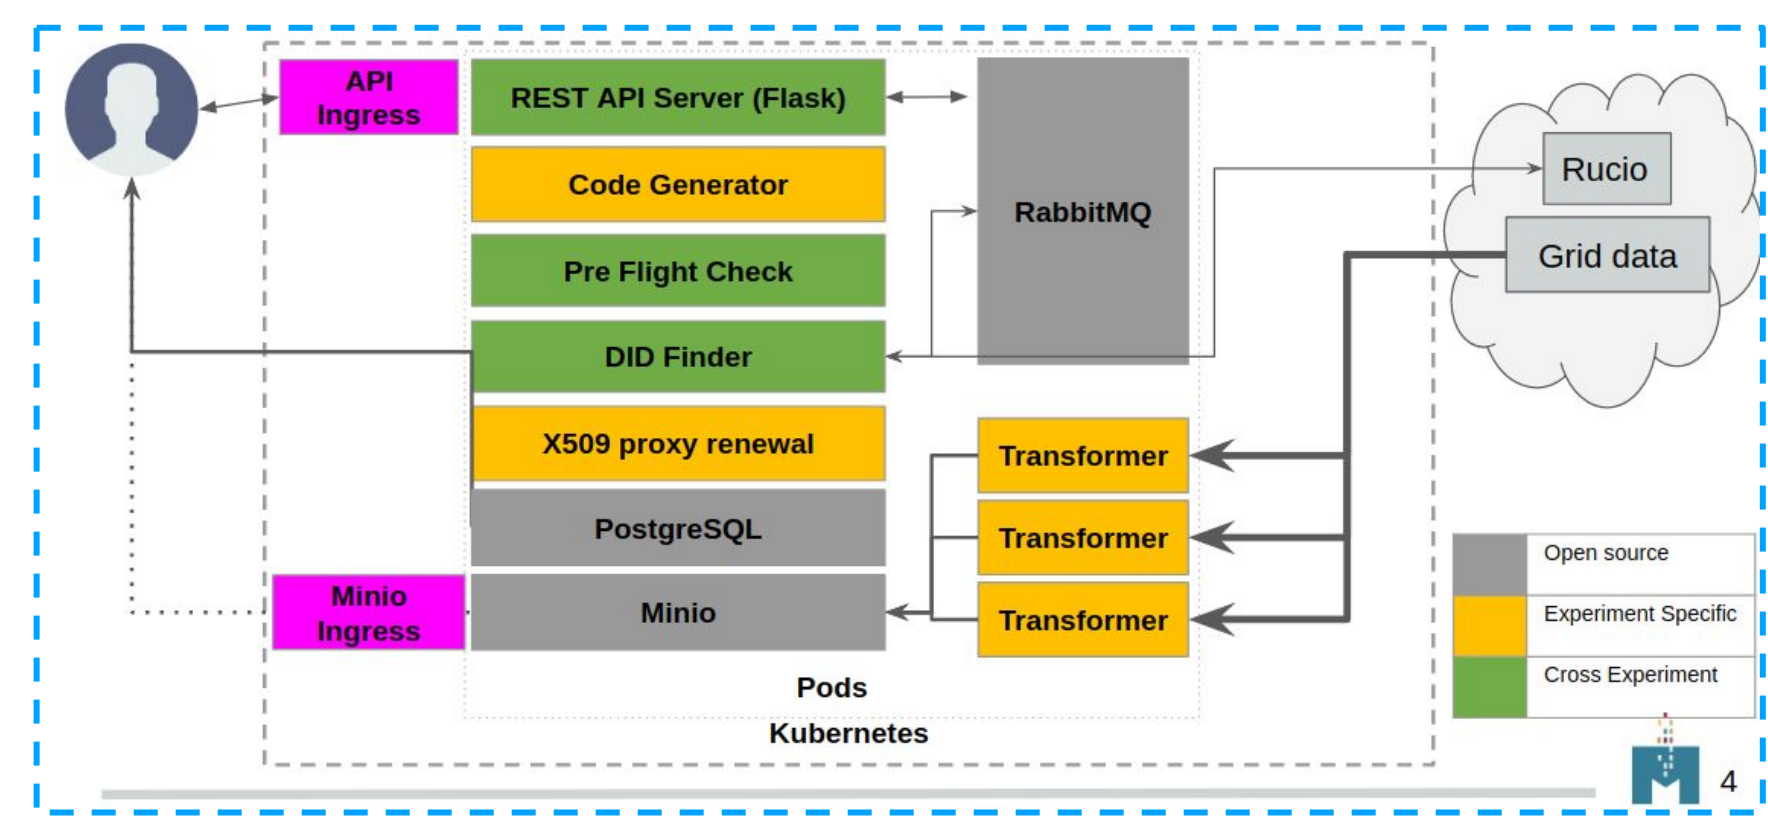 API
Ingress
REST API Server (Flask)
Code Generator
Pre Flight Check
DID Finder
X509 proxy renewal
PostgreSQL
Minio
Ingress
Minio
RabbitMQ
Transformer
Transformer
Transformer
Pods
Kubernetes
Rucio
Grid data
Open source
Experiment Specific
Cross Experiment
4